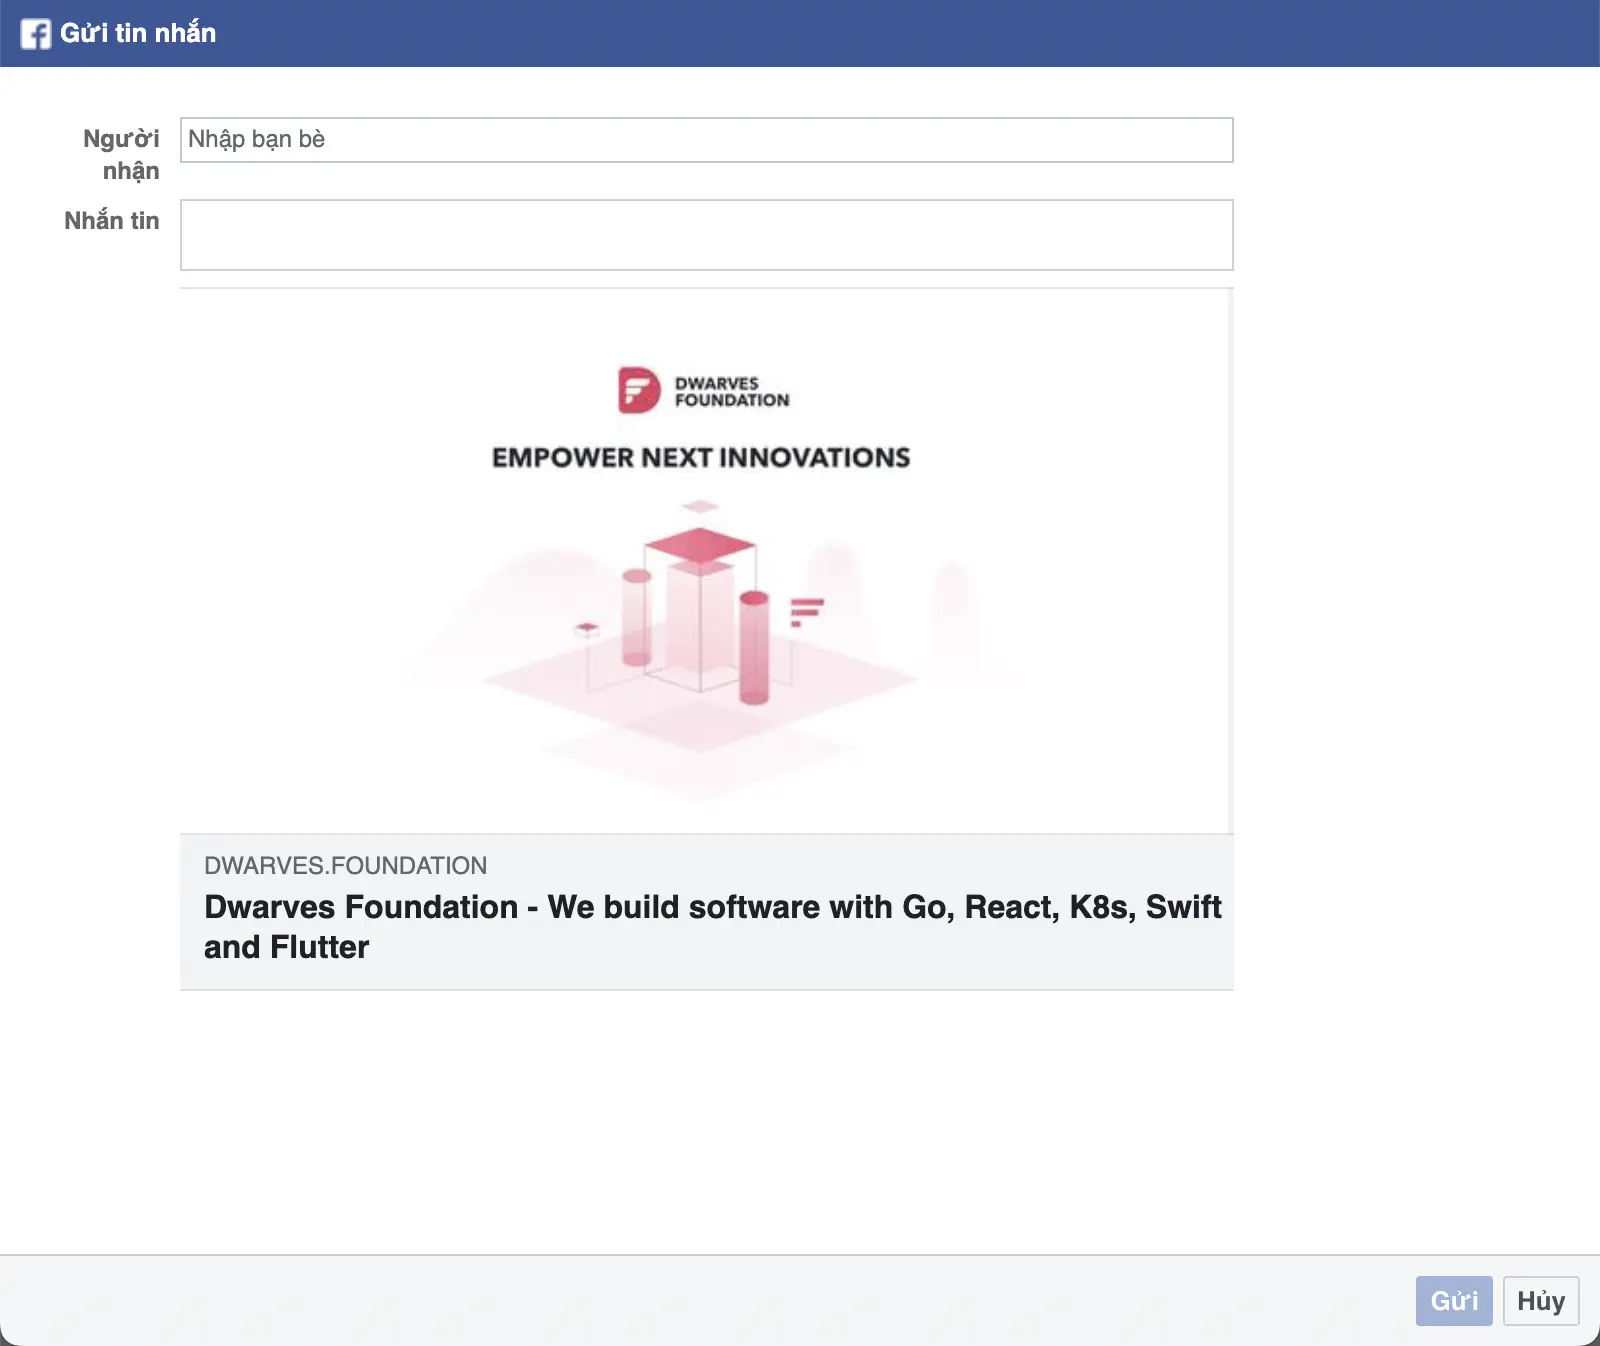 Gửi tin nhắn
Người
nhận
Nhập bạn bè
Nhắn tin
DWARVES
FOUNDATION
EMPOWER NEXT INNOVATIONS
DWARVES.FOUNDATION
Dwarves Foundation - We build software with Go, React, K8s, Swift
and Flutter
Gửi
Hủy